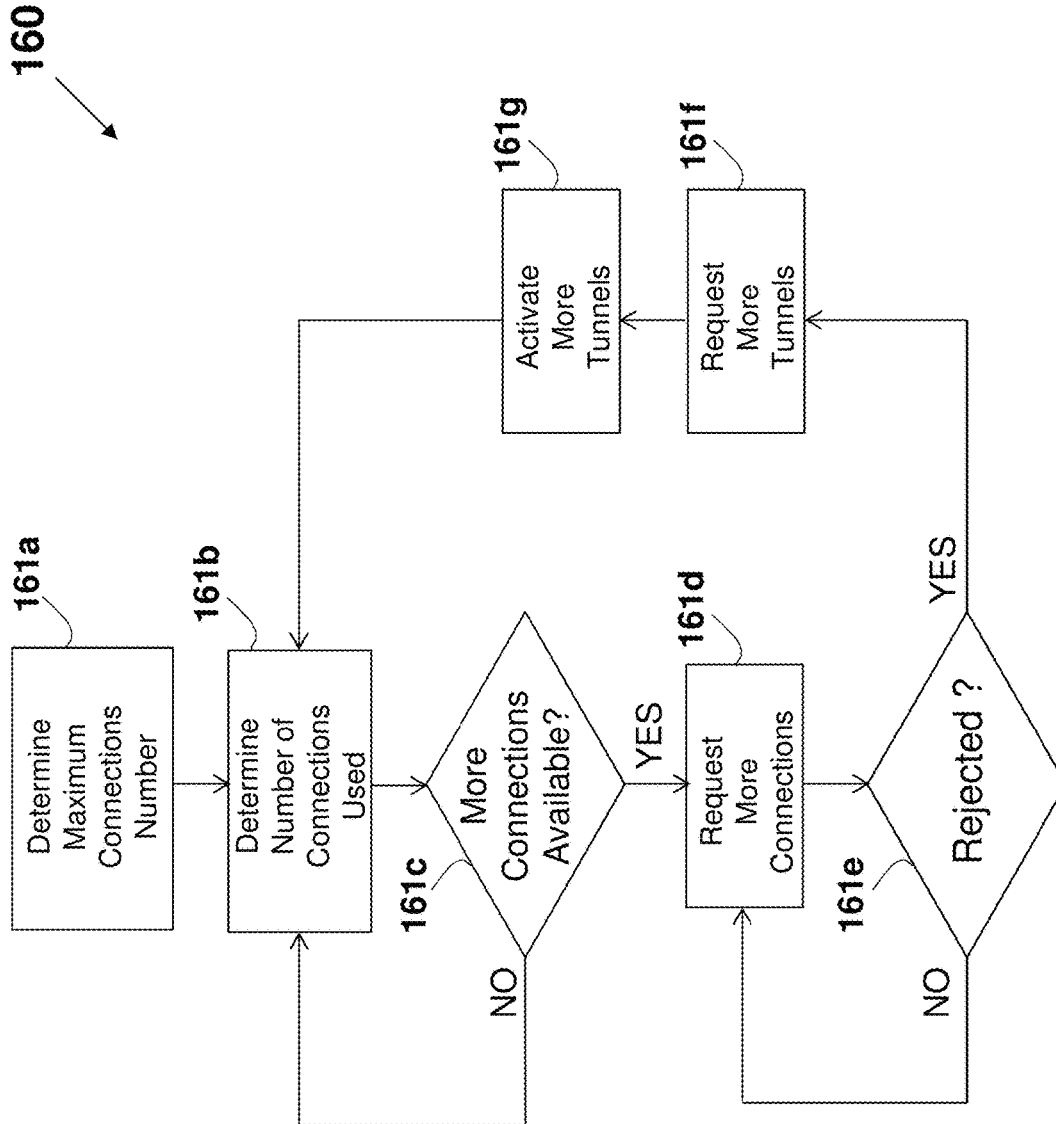 160
161a
Determine
Maximum
Connections
Number
161b
Determine
Number of
Connections
Used
161c
More
Connections
Available?
NO
YES
161d
Request
More
Connections
161e
Rejected ?
NO
YES
161f
Request
More
Tunnels
161g
Activate
More
Tunnels